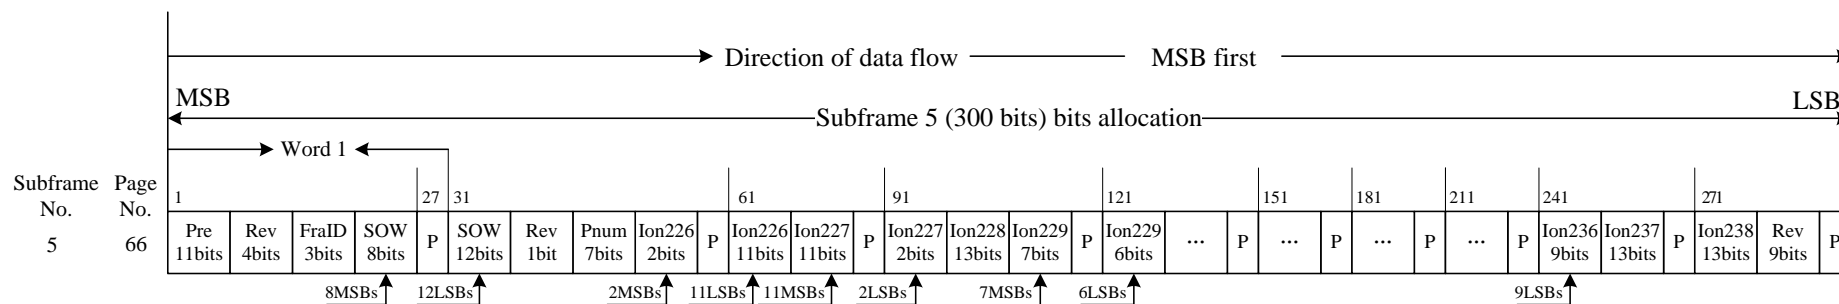 Direction of data flow MSB first
MSB LSB
Subframe 5 (300 bits) bits allocation
Word 1
Subframe No. Page No. 1 27 31 61 91 121 151 181 211 241 271
5 66 Pre 11bits Rev 4bits FraID 3bits SOW 8bits P SOW 12bits Rev 1bit Pnum 7bits Ion226 2bits P Ion226 11bits Ion227 11bits P Ion227 2bits Ion228 13bits Ion229 7bits P Ion229 6bits ... P ... P ... P ... P Ion236 9bits Ion237 13bits P Ion238 13bits Rev 9bits P
8MSBs 12LSBs 2MSBs 11LSBs 11MSBs 2LSBs 7MSBs 6LSBs 9LSBs